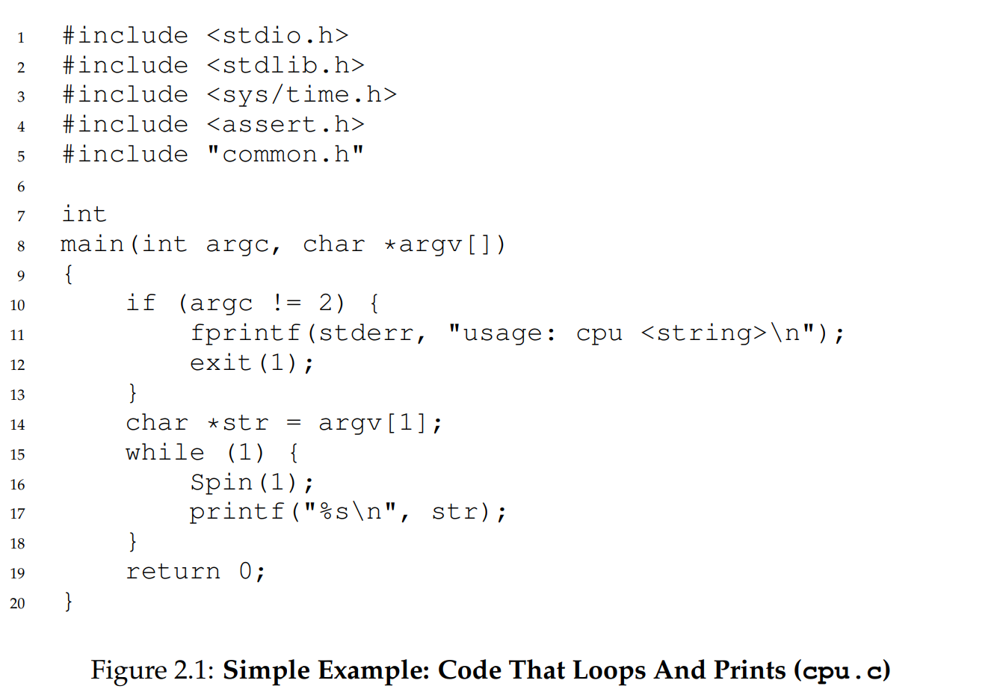 1 #include <stdio.h>
2 #include <stdlib.h>
3 #include <sys/time.h>
4 #include <assert.h>
5 #include "common.h"
6
7 int
8 main(int argc, char *argv[])
9 {
10     if (argc != 2) {
11         fprintf(stderr, "usage: cpu <string>\n");
12         exit(1);
13     }
14     char *str = argv[1];
15     while (1) {
16         Spin(1);
17         printf("%s\n", str);
18     }
19     return 0;
20 }
Figure 2.1: Simple Example: Code That Loops And Prints (cpu.c)